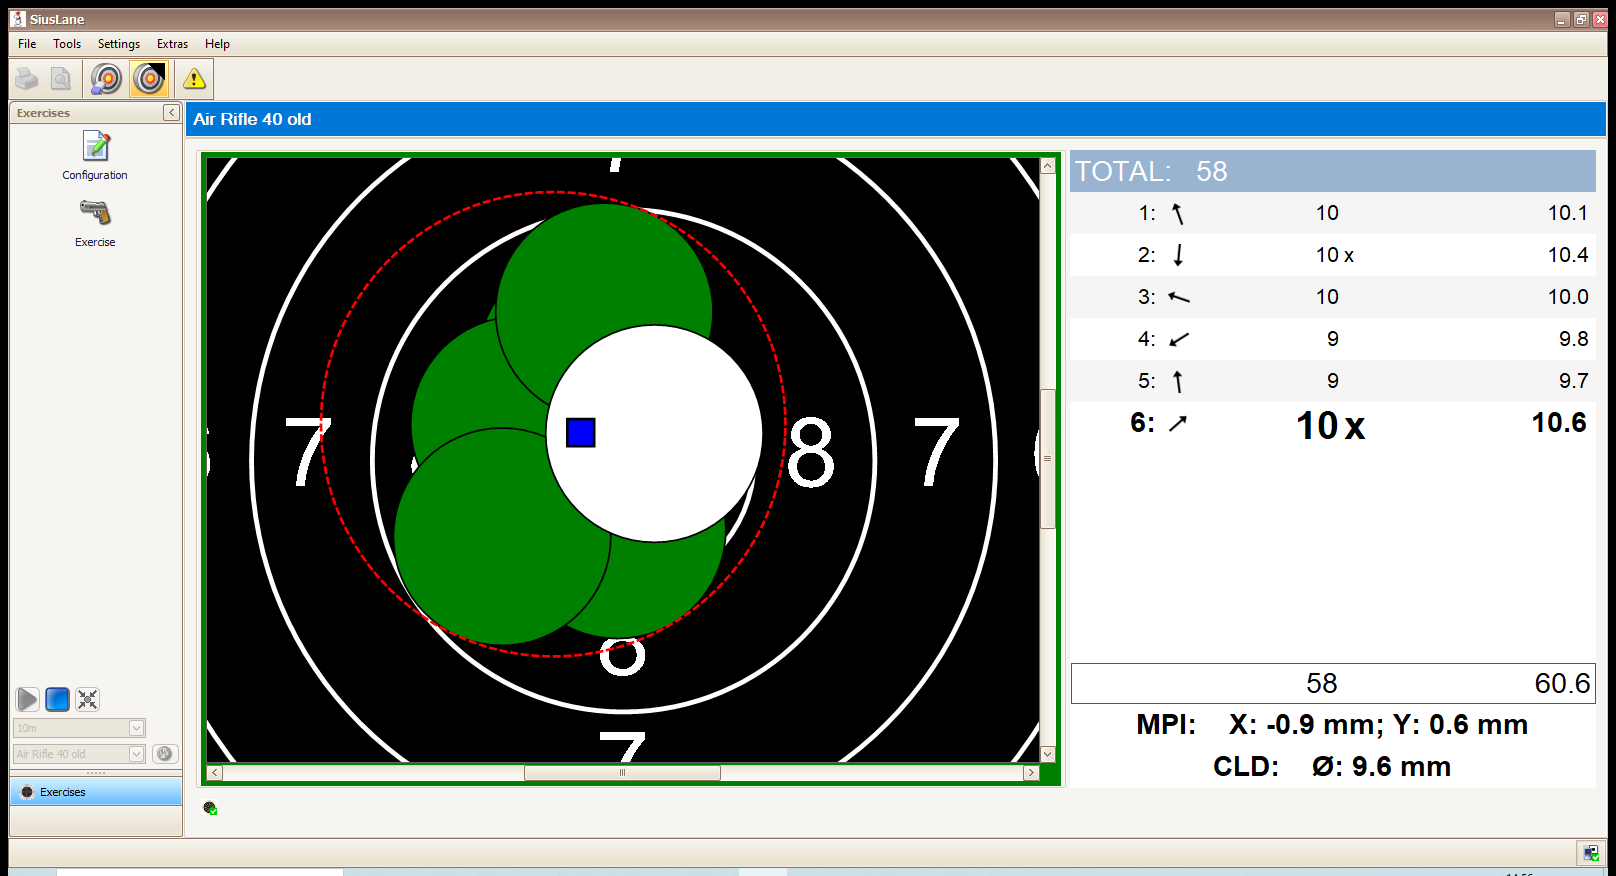 SiusLane
File Tools Settings Extras Help
Exercises
Configuration
Exercise
10m
Air Rifle 40 old
Exercises
Air Rifle 40 old
7
7 8 7
8
7
TOTAL: 58
1: 10 10.1
2: 10 x 10.4
3: 10 10.0
4: 9 9.8
5: 9 9.7
6: 10 x 10.6
58 60.6
MPI: X: -0.9 mm; Y: 0.6 mm
CLD: Ø: 9.6 mm